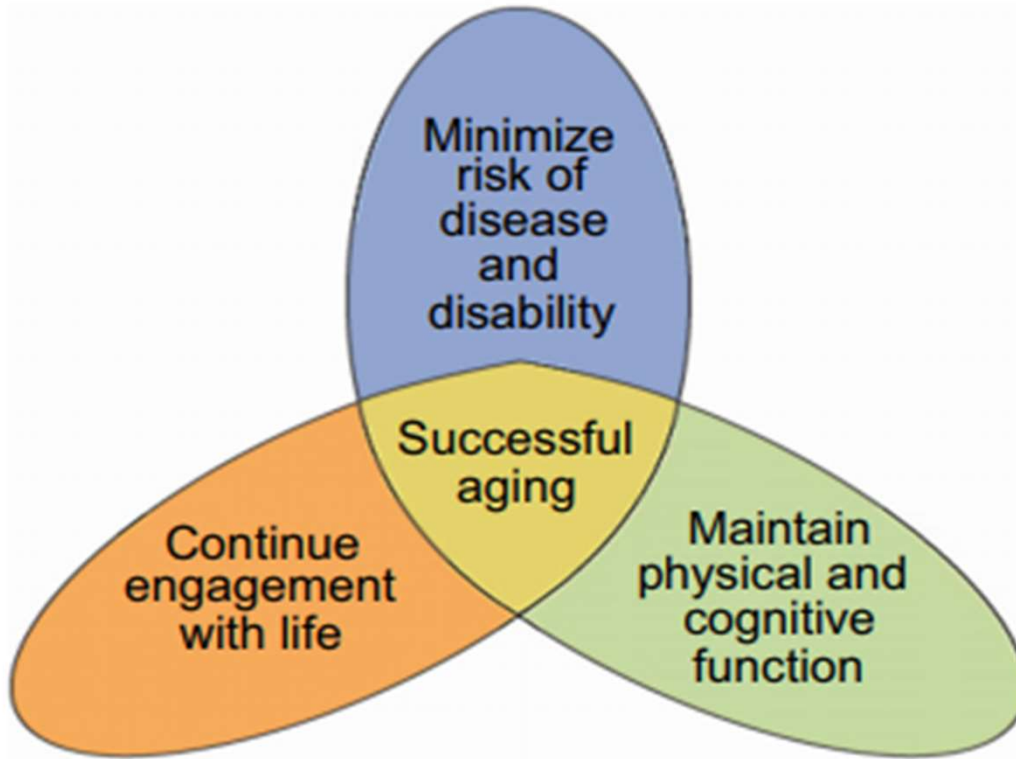 Minimize
risk of
disease
and
disability
Successful
aging
Continue
engagement
with life
Maintain
physical and
cognitive
function